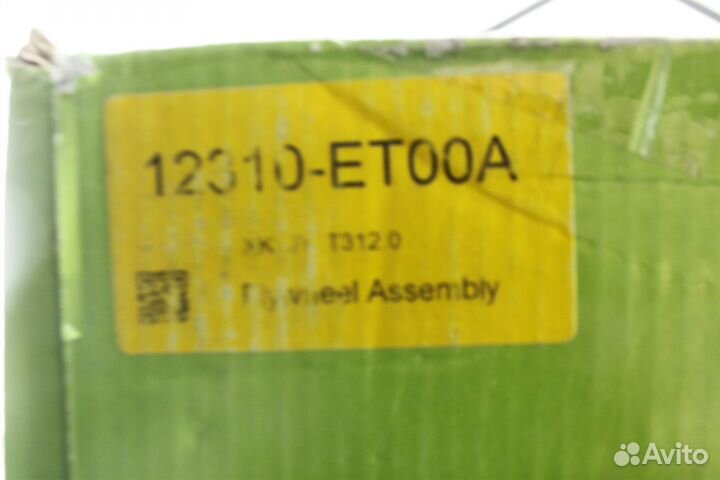 12310-ET00A
T312.0
Flywheel Assembly
Avito